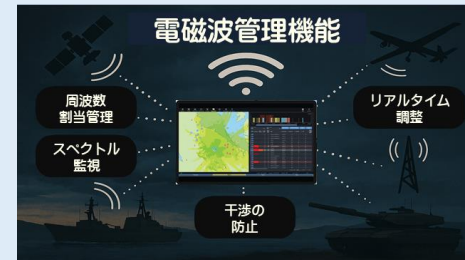 電磁波管理機能
周波数
割当管理
リアルタイム
調整
スペクトル
監視
干渉の
防止